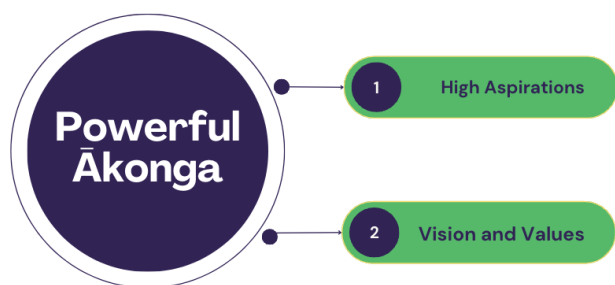 Powerful
Ākonga
1
High Aspirations
2
Vision and Values